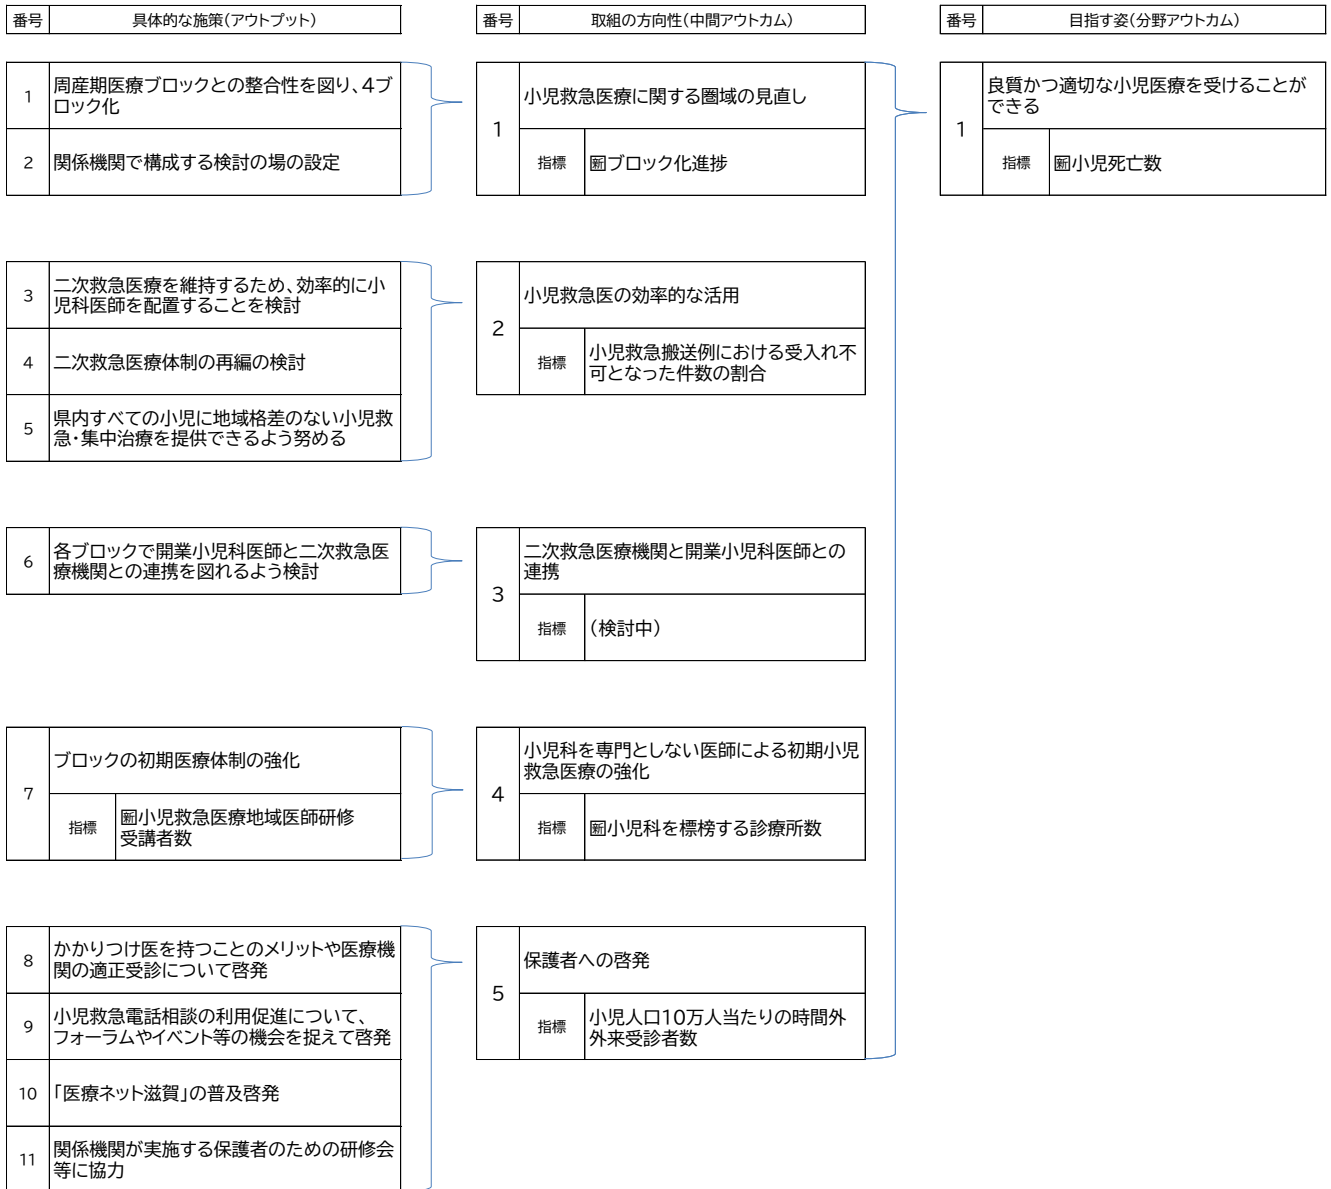 番号
具体的な施策(アウトプット)
番号
取組の方向性(中間アウトカム)
番号
目指す姿(分野アウトカム)
1
周産期医療ブロックとの整合性を図り、4ブ
ロック化
2
関係機関で構成する検討の場の設定
1
小児救急医療に関する圏域の見直し
指標
ブロック化進捗
1
良質かつ適切な小児医療を受けることが
できる
指標
小児死亡数
3
二次救急医療を維持するため、効率的に小
児科医師を配置することを検討
4
二次救急医療体制の再編の検討
5
県内すべての小児に地域格差のない小児救
急・集中治療を提供できるよう努める
2
小児救急医の効率的な活用
指標
小児救急搬送例における受入れ不
可となった件数の割合
6
各ブロックで開業小児科医師と二次救急医
療機関との連携を図れるよう検討
3
二次救急医療機関と開業小児科医師との
連携
指標
(検討中)
7
ブロックの初期医療体制の強化
指標
小児救急医療地域医師研修
受講者数
4
小児科を専門としない医師による初期小児
救急医療の強化
指標
小児科を標榜する診療所数
8
かかりつけ医を持つことのメリットや医療機
関の適正受診について啓発
9
小児救急電話相談の利用促進について、
フォーラムやイベント等の機会を捉えて啓発
10
「医療ネット滋賀」の普及啓発
11
関係機関が実施する保護者のための研修会
等に協力
5
保護者への啓発
指標
小児人口10万人当たりの時間外
外来受診者数